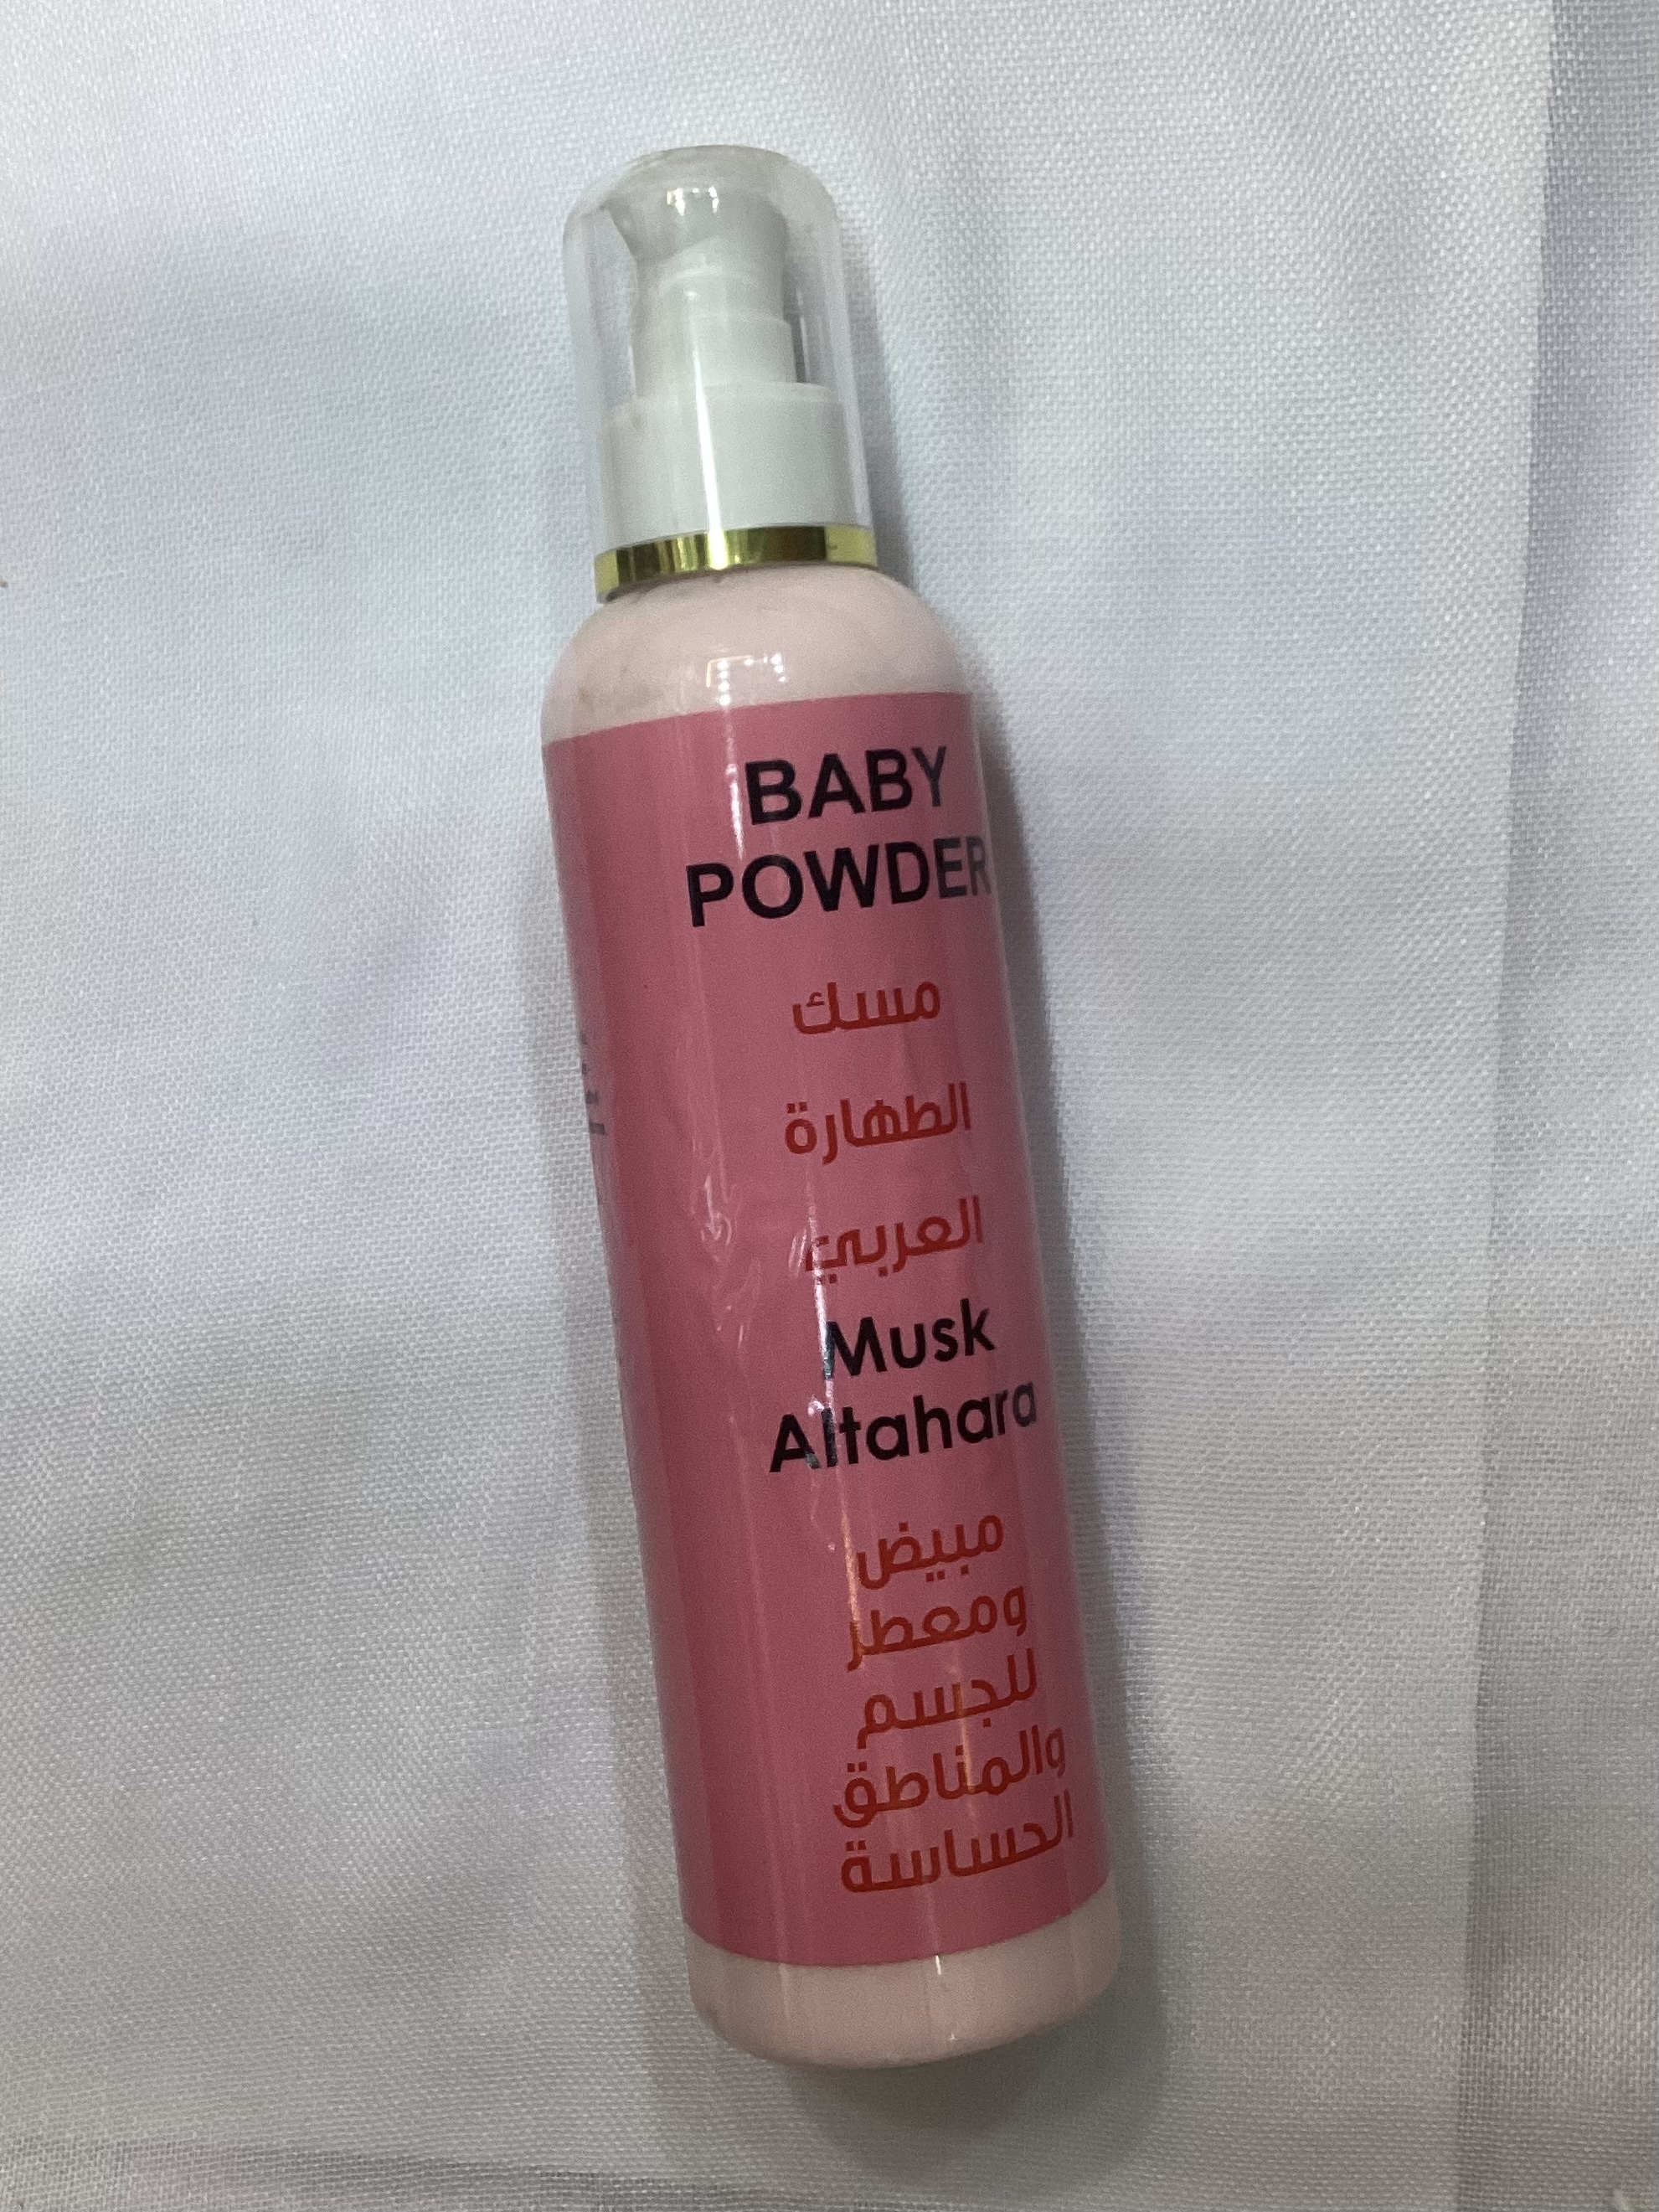 BABY
POWDER
مسك
الطهارة
العربي
Musk
Altahara
مبيض
ومعطر
للجسم
والمناطق
الحساسة